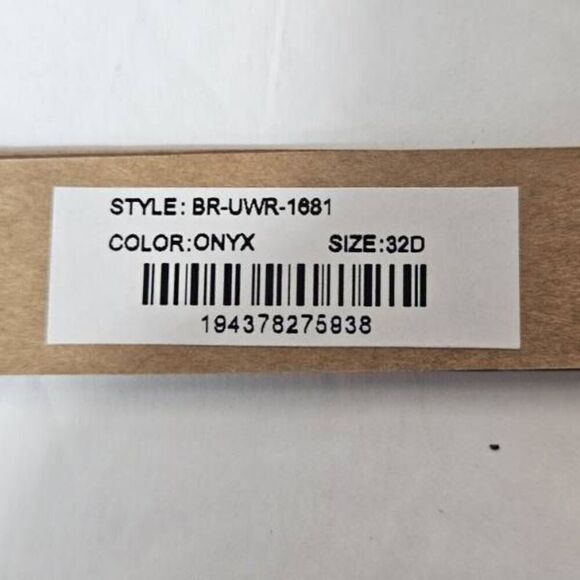 STYLE: BR-UWR-1681
COLOR:ONYX SIZE:32D
194378275938